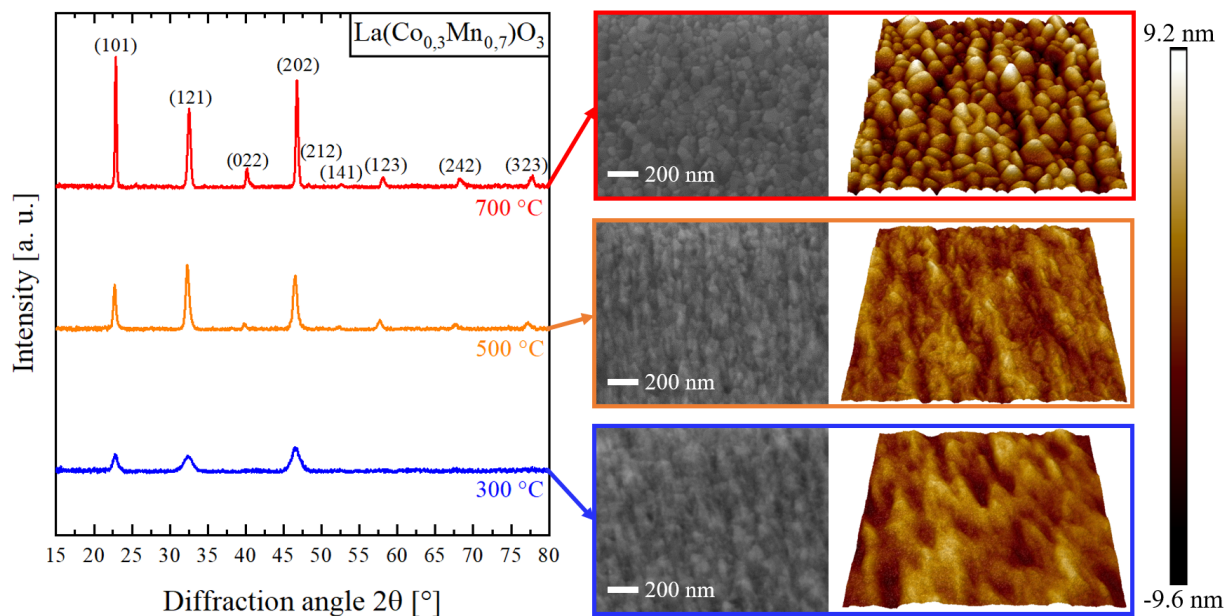 La(Co0,3Mn0,7)O3
(101)
(121)
(022)
(202)
(212)
(141)
(123)
(242)
(323)
700 °C
500 °C
300 °C
Intensity [a. u.]
15 20 25 30 35 40 45 50 55 60 65 70 75 80
Diffraction angle 2θ [°]
200 nm
200 nm
200 nm
9.2 nm
-9.6 nm